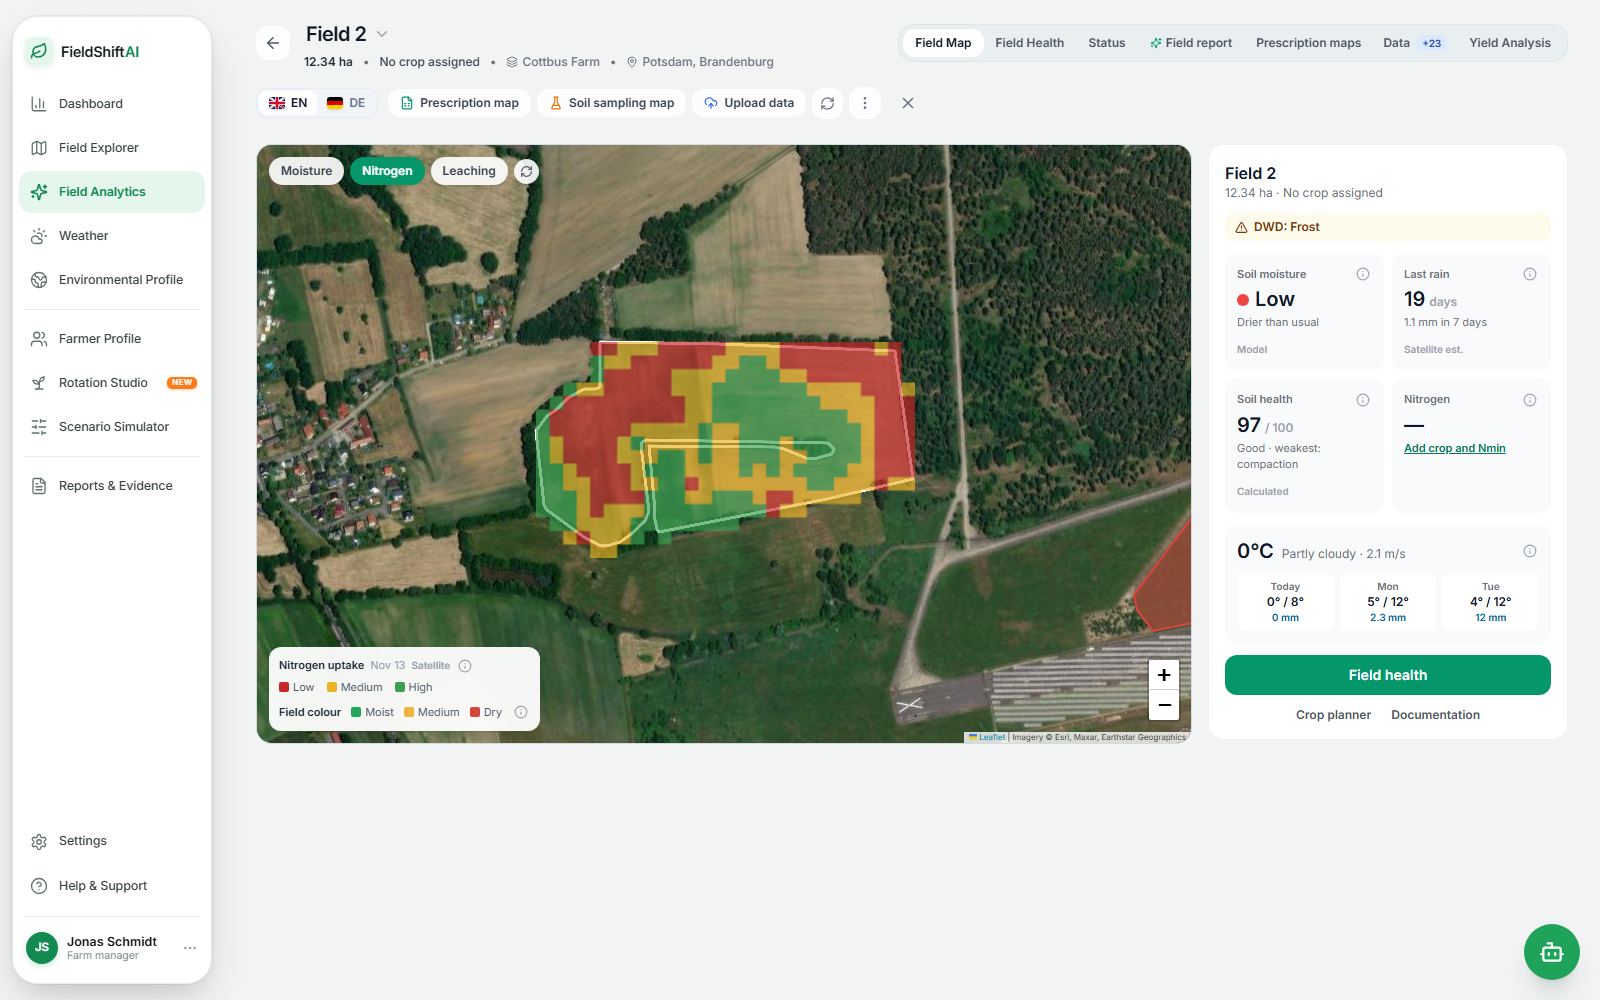 FieldShiftAI
Dashboard
Field Explorer
Field Analytics
Weather
Environmental Profile
Farmer Profile
Rotation Studio NEW
Scenario Simulator
Reports & Evidence
Settings
Help & Support
JS
Jonas Schmidt
Farm manager
Field 2
12.34 ha • No crop assigned • Cottbus Farm • Potsdam, Brandenburg
Field Map Field Health Status Field report Prescription maps Data +23 Yield Analysis
EN DE Prescription map Soil sampling map Upload data
Moisture Nitrogen Leaching
Nitrogen uptake Nov 13 Satellite
Low Medium High
Field colour Moist Medium Dry
+
−
Leaflet | Imagery © Esri, Maxar, Earthstar Geographics
Field 2
12.34 ha · No crop assigned
DWD: Frost
Soil moisture
Low
Drier than usual
Model
Last rain
19 days
1.1 mm in 7 days
Satellite est.
Soil health
97 / 100
Good · weakest:
compaction
Calculated
Nitrogen
—
Add crop and Nmin
0°C Partly cloudy · 2.1 m/s
Today
0° / 8°
0 mm
Mon
5° / 12°
2.3 mm
Tue
4° / 12°
12 mm
Field health
Crop planner Documentation